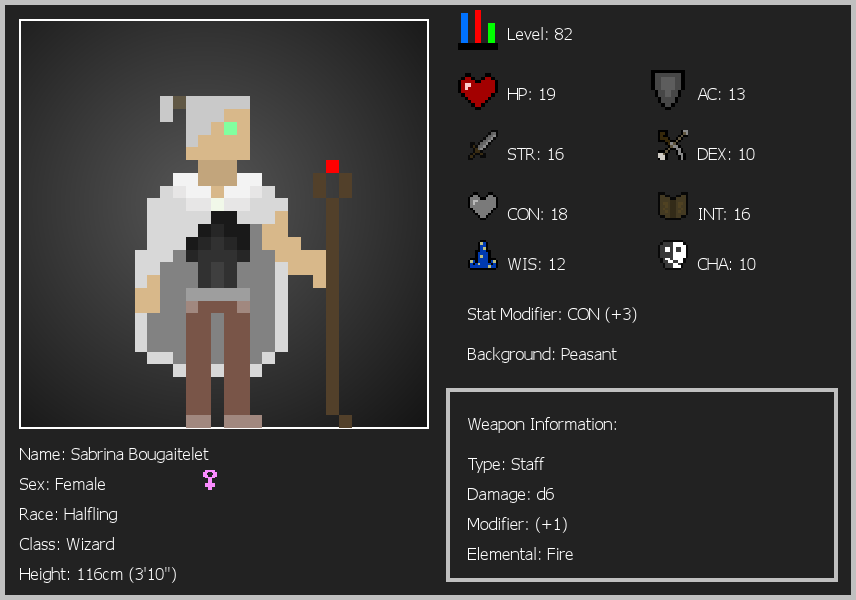 Level: 82
HP: 19
AC: 13
STR: 16
DEX: 10
CON: 18
INT: 16
WIS: 12
CHA: 10
Stat Modifier: CON (+3)
Background: Peasant
Weapon Information:
Type: Staff
Damage: d6
Modifier: (+1)
Elemental: Fire
Name: Sabrina Bougaitelet
Sex: Female
Race: Halfling
Class: Wizard
Height: 116cm (3'10")